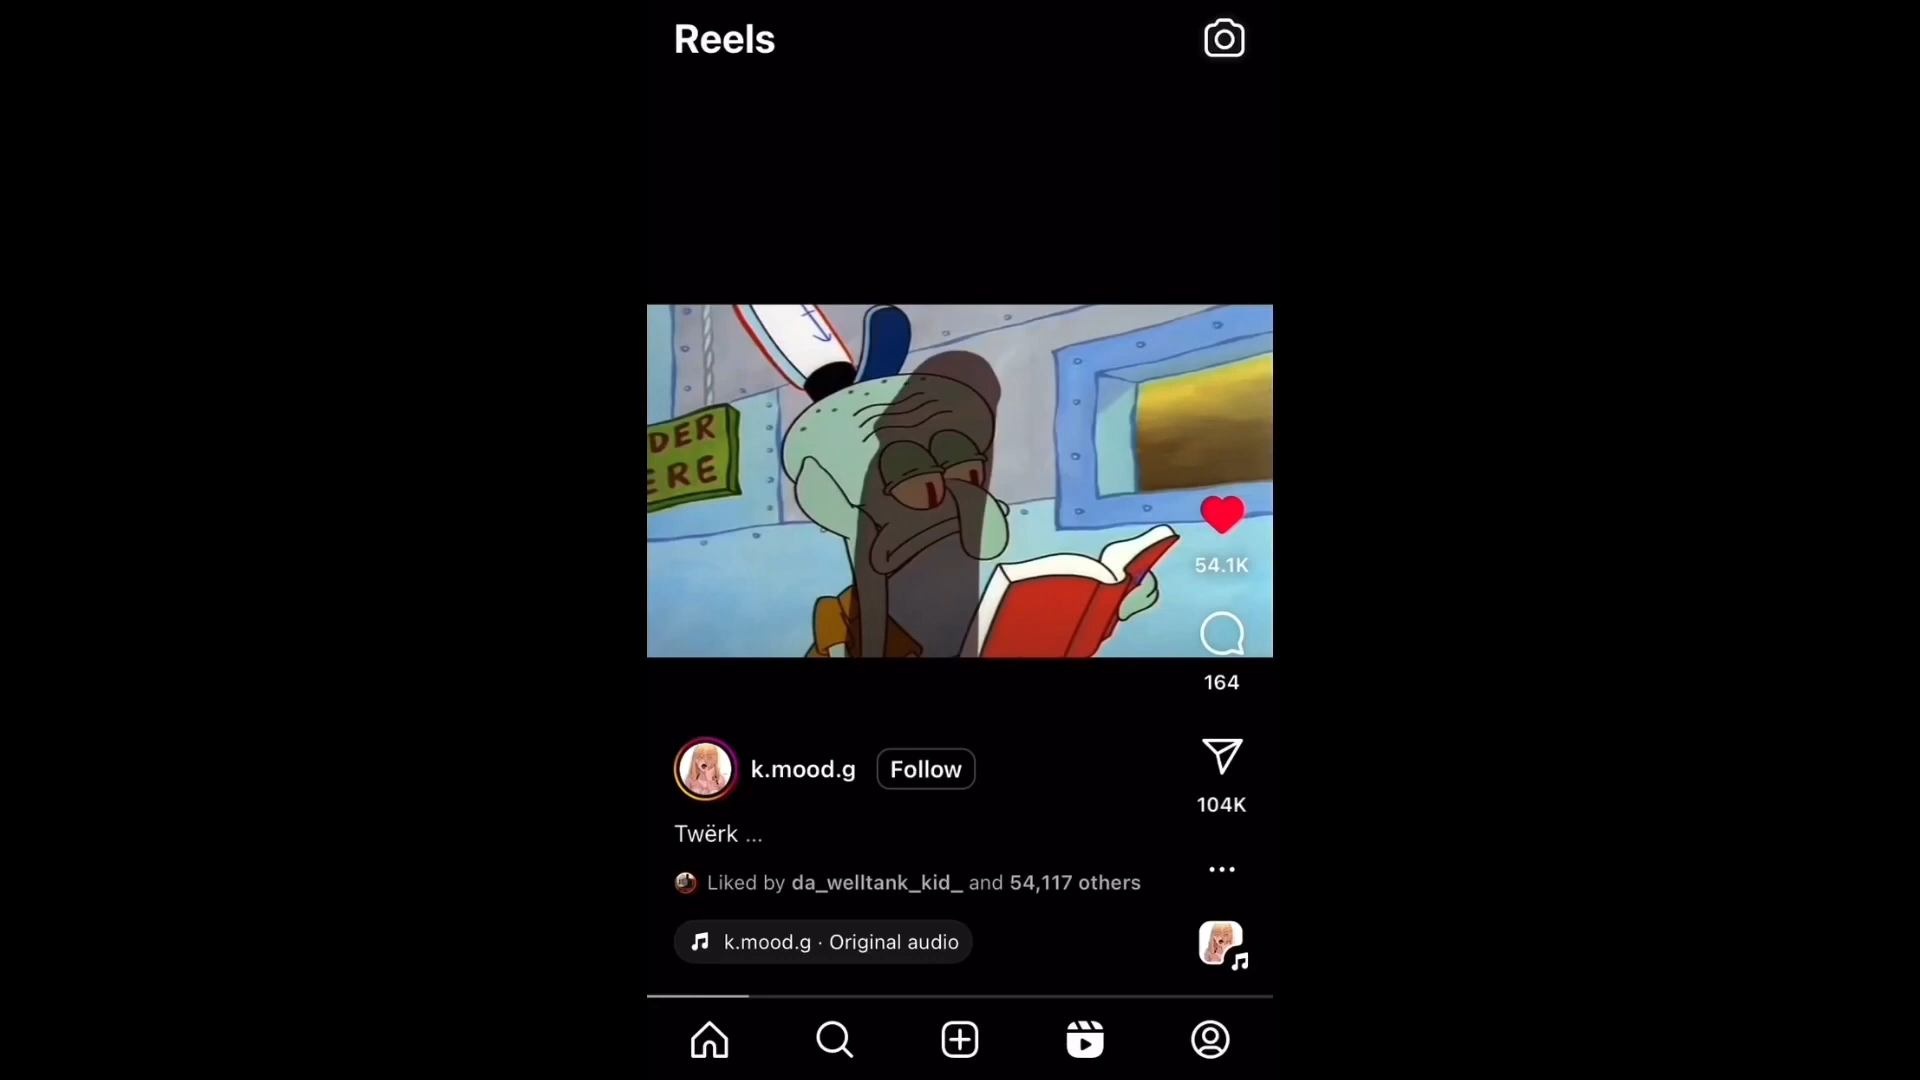 Reels
DER
ERE
54.1K
164
k.mood.g Follow
104K
Twërk ...
Liked by da_welltank_kid_ and 54,117 others
k.mood.g · Original audio